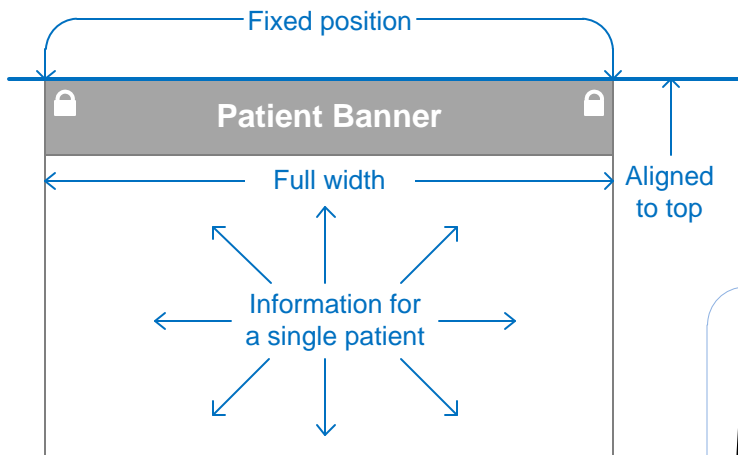 Fixed position
Patient Banner
Full width
Aligned
to top
Information for
a single patient